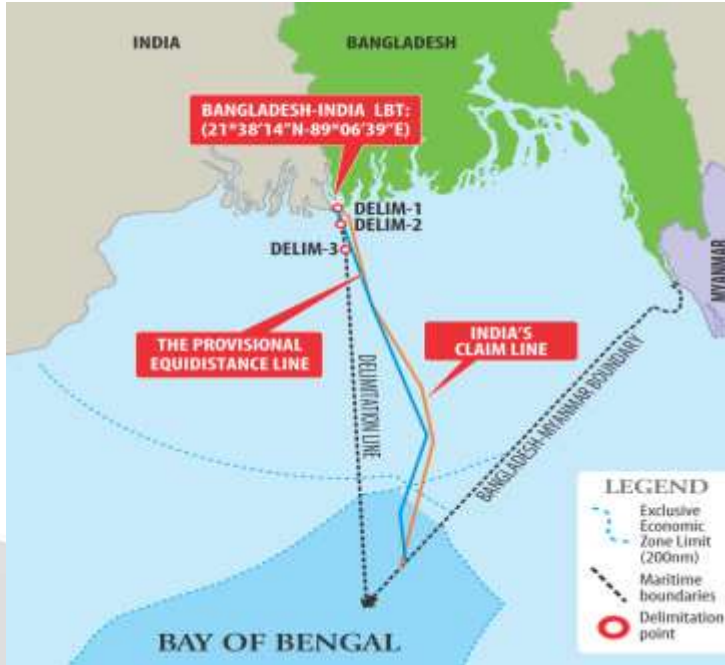 INDIA
BANGLADESH
BANGLADESH-INDIA LBT:
(21°38'14"N-89°06'39"E)
DELIM-1
DELIM-2
DELIM-3
MYANMAR
THE PROVISIONAL
EQUIDISTANCE LINE
INDIA'S
CLAIM LINE
DELIMITATION
LINE
BANGLADESH-MYANMAR BOUNDARY
LEGEND
Exclusive
Economic
Zone Limit
(200nm)
Maritime
boundaries
Delimitation
point
BAY OF BENGAL